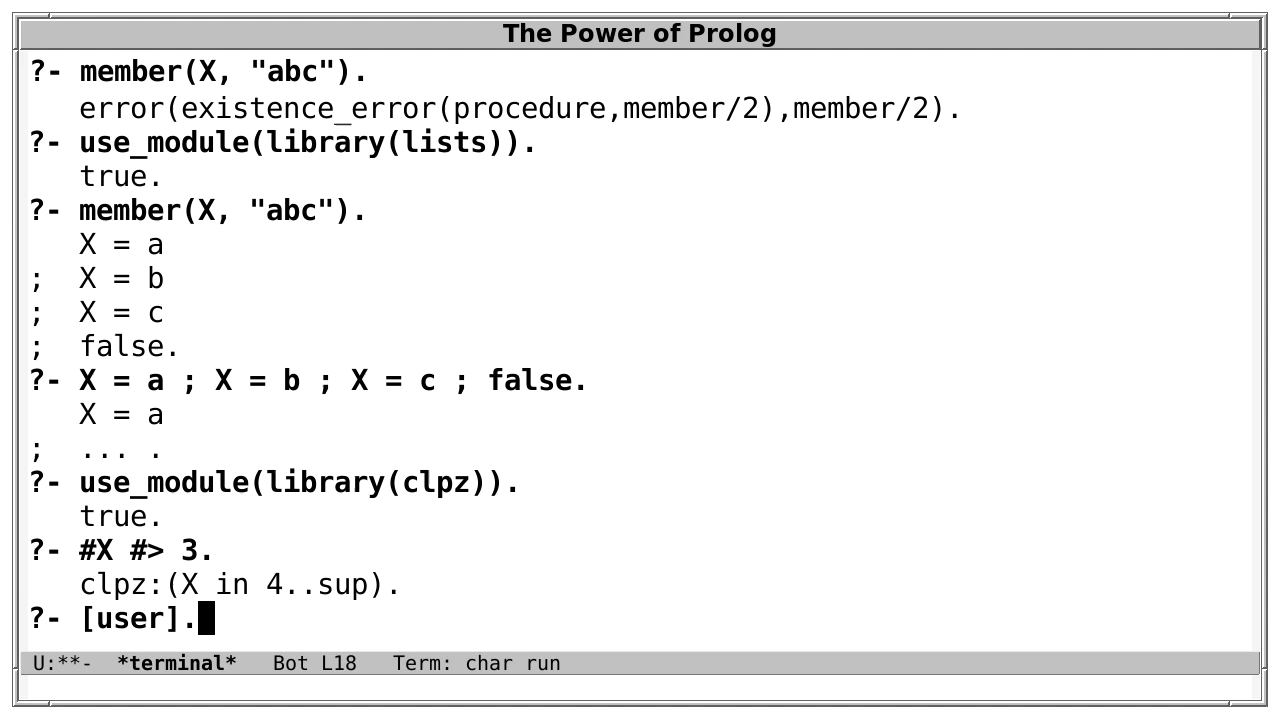 The Power of Prolog
?- member(X, "abc").
   error(existence_error(procedure,member/2),member/2).
?- use_module(library(lists)).
   true.
?- member(X, "abc").
   X = a
;  X = b
;  X = c
;  false.
?- X = a ; X = b ; X = c ; false.
   X = a
;  ... .
?- use_module(library(clpz)).
   true.
?- #X #> 3.
   clpz:(X in 4..sup).
?- [user].
U:**-  *terminal*   Bot L18   Term: char run